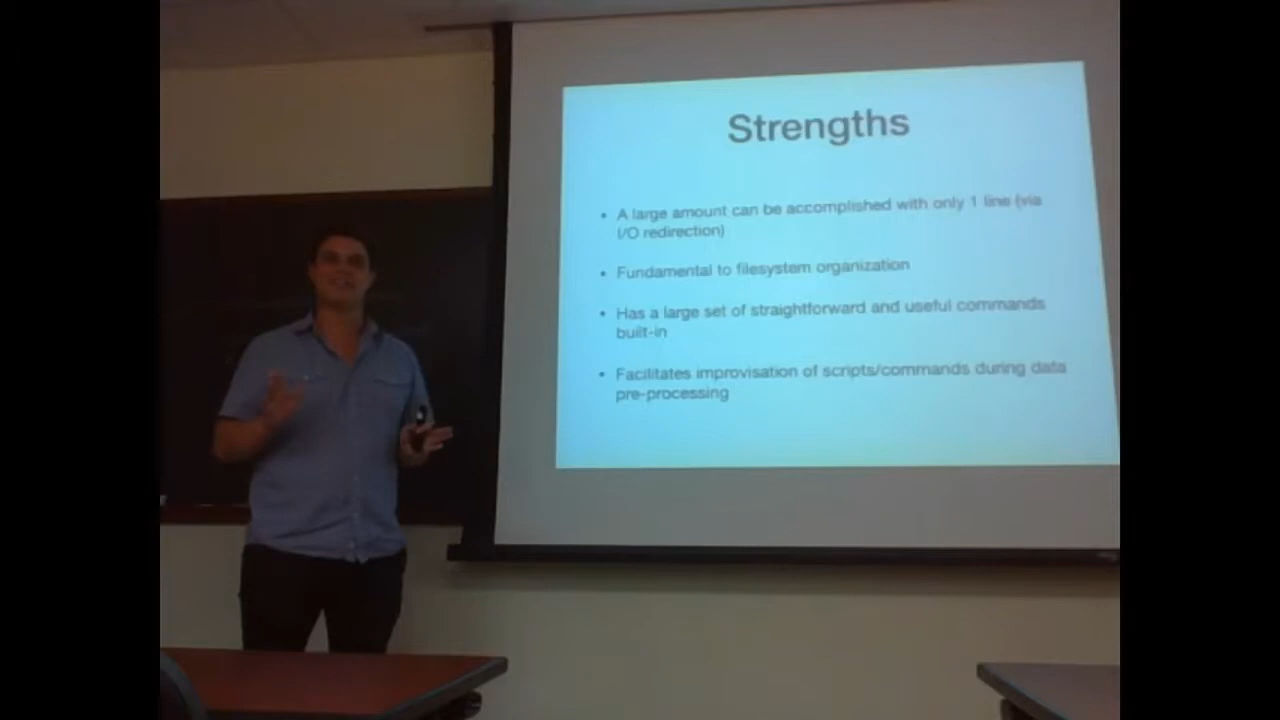 Strengths
• A large amount can be accomplished with only 1 line (via
I/O redirection)
• Fundamental to filesystem organization
• Has a large set of straightforward and useful commands
built-in
• Facilitates improvisation of scripts/commands during data
pre-processing